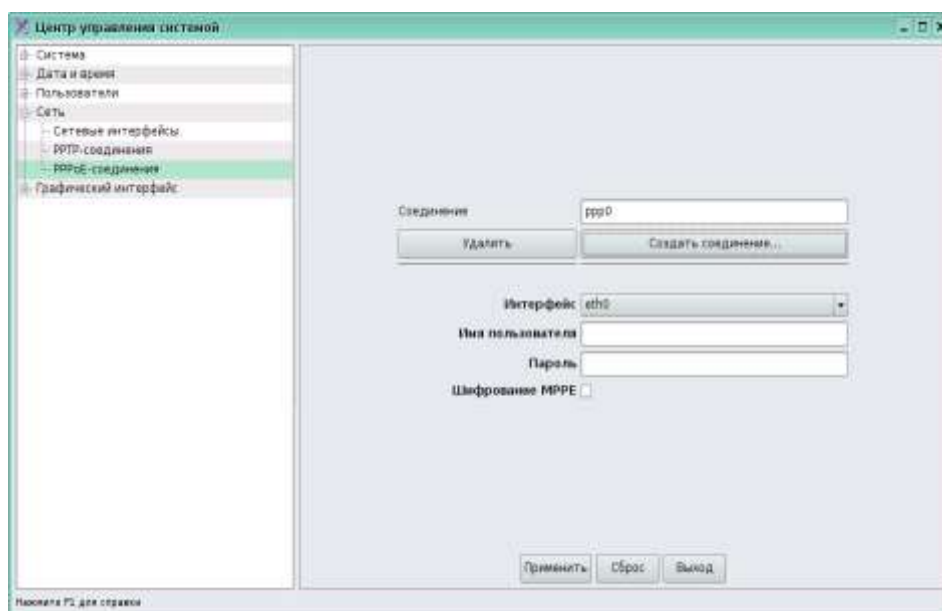 Центр управления системой
Система
Дата и время
Пользователи
Сеть
Сетевые интерфейсы
PPTP-соединения
PPPoE-соединения
Графический интерфейс
Соединение ppp0
Удалить Создать соединение...
Интерфейс eth0
Имя пользователя
Пароль
Шифрование MPPE
Применить Сброс Выход
Нажмите F1 для справки